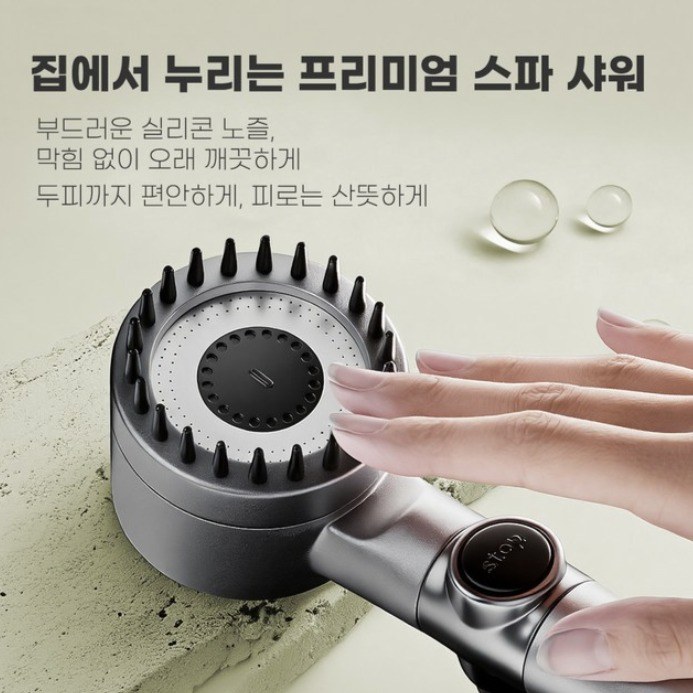 집에서 누리는 프리미엄 스파 샤워
부드러운 실리콘 노즐,
막힘 없이 오래 깨끗하게
두피까지 편안하게, 피로는 산뜻하게
stop